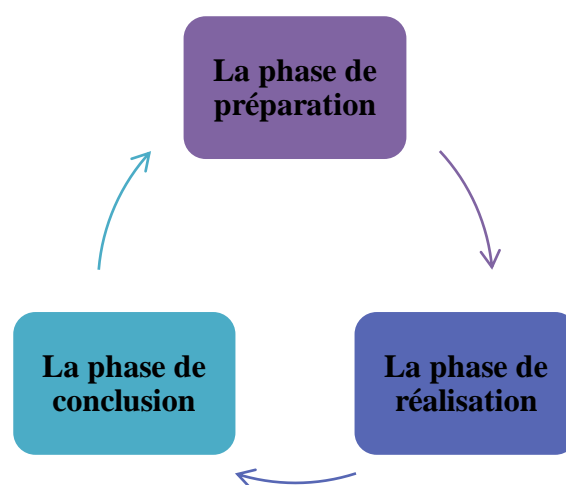 La phase de
préparation
La phase de
réalisation
La phase de
conclusion